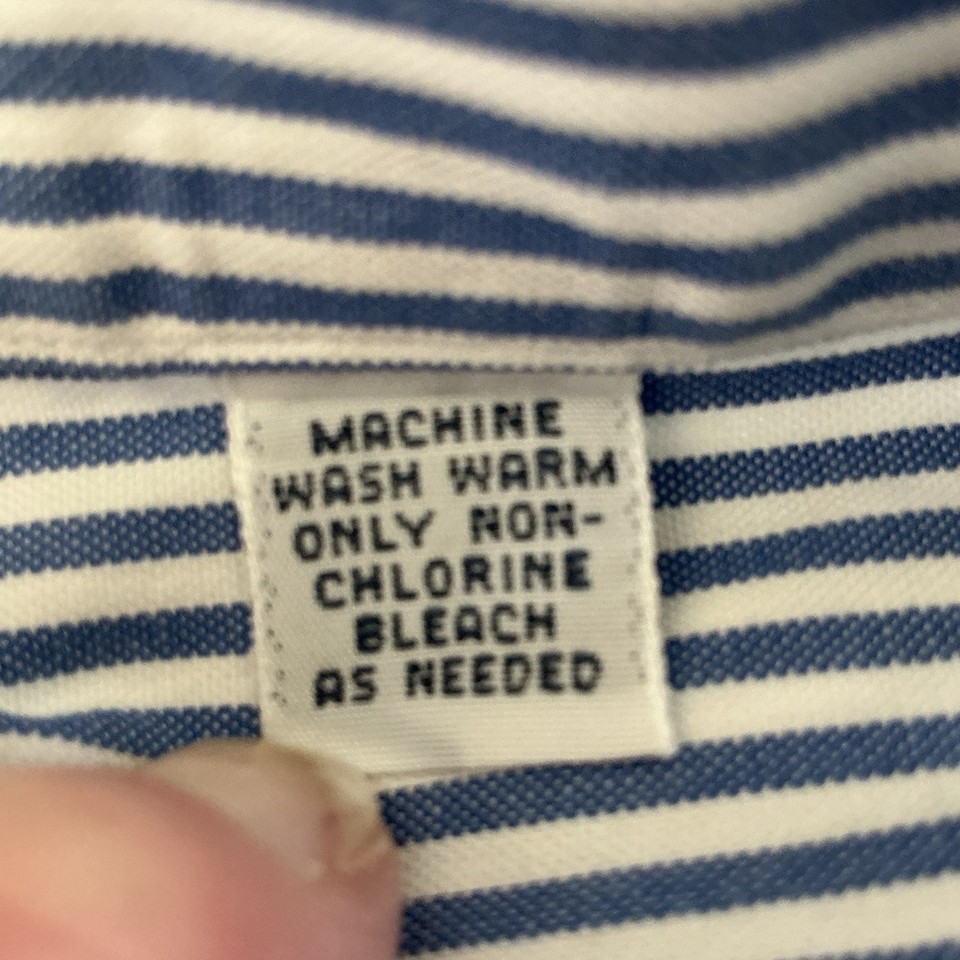 MACHINE
WASH WARM
ONLY NON-
CHLORINE
BLEACH
AS NEEDED